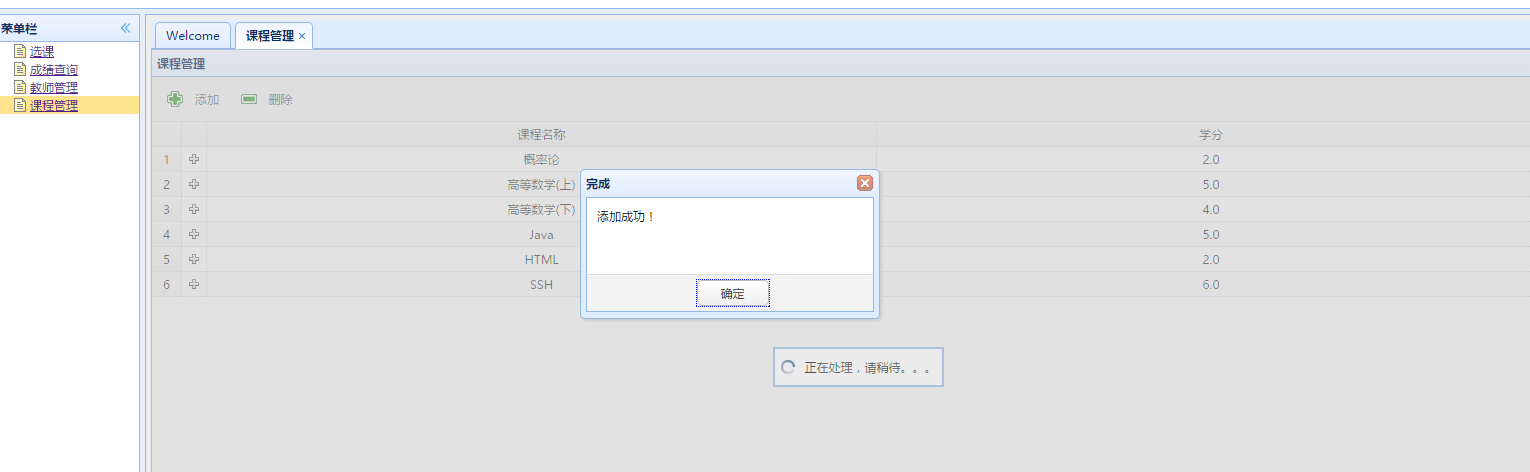 菜单栏
选课
成绩查询
教师管理
课程管理
Welcome
课程管理
课程管理
添加 删除
课程名称 学分
1 概率论 2.0
2 高等数学(上) 5.0
3 高等数学(下) 4.0
4 Java 5.0
5 HTML 2.0
6 SSH 6.0
完成
添加成功！
确定
正在处理，请稍待。。。